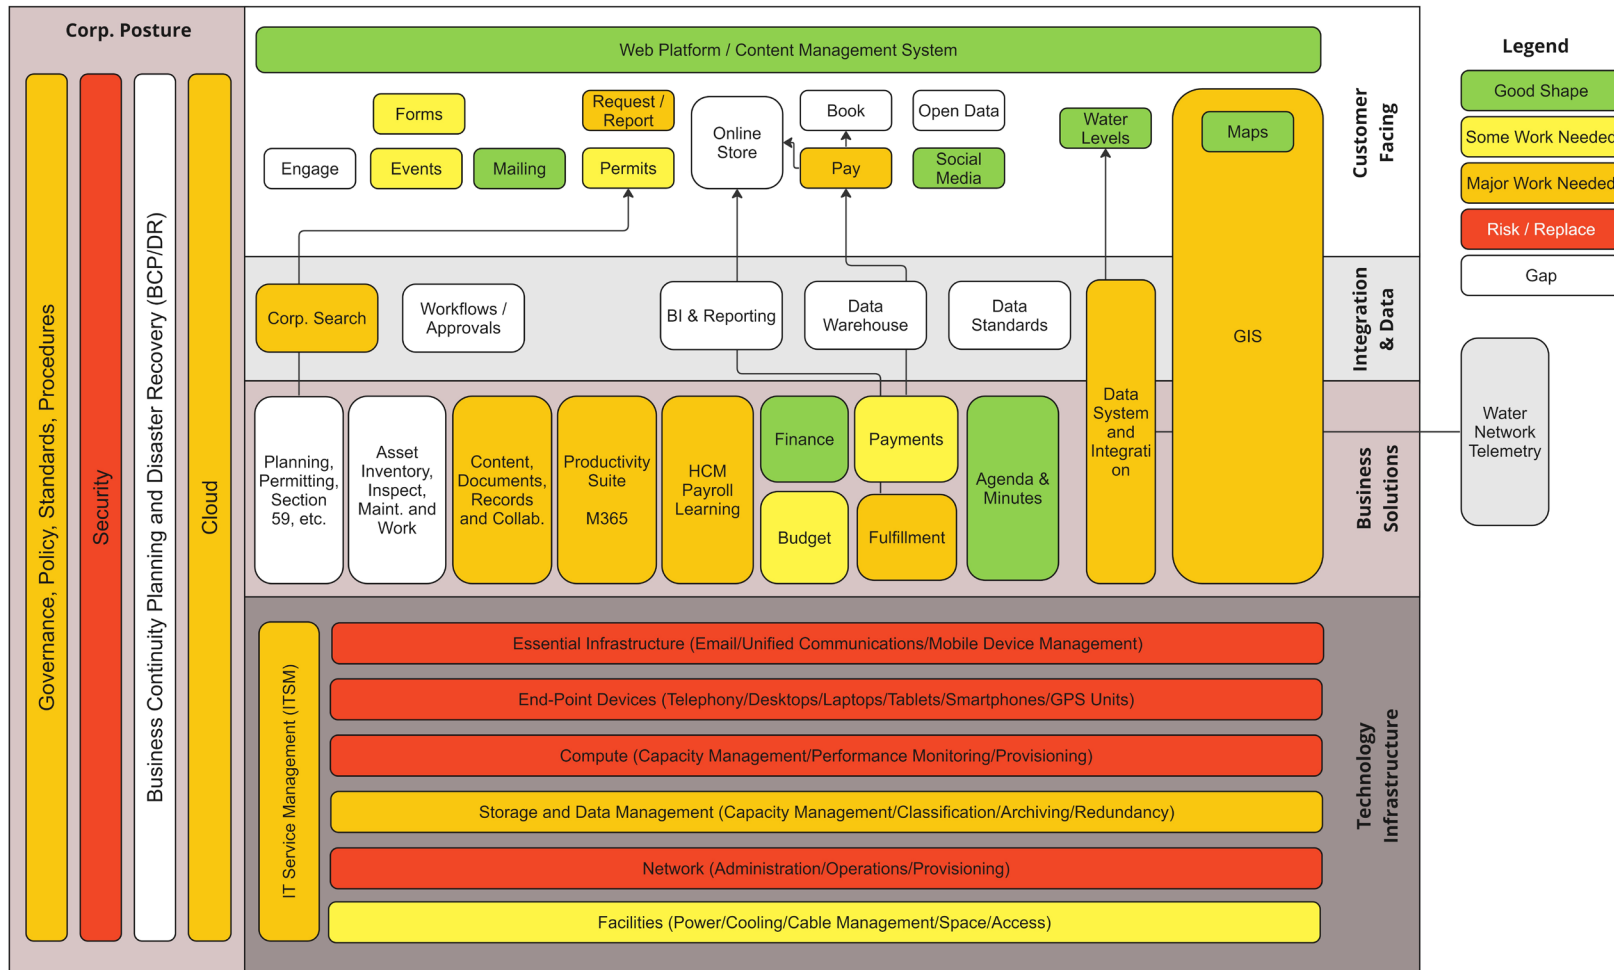 Corp. Posture
Governance, Policy, Standards, Procedures
Security
Business Continuity Planning and Disaster Recovery (BCP/DR)
Cloud
Web Platform / Content Management System
Forms
Request /
Report
Engage
Events
Mailing
Permits
Online
Store
Book
Pay
Open Data
Social
Media
Water
Levels
Maps
Customer
Facing
Corp. Search
Workflows /
Approvals
BI & Reporting
Data
Warehouse
Data
Standards
GIS
Integration
& Data
Planning,
Permitting,
Section
59, etc.
Asset
Inventory,
Inspect,
Maint. and
Work
Content,
Documents,
Records
and Collab.
Productivity
Suite
M365
HCM
Payroll
Learning
Finance
Budget
Payments
Fulfillment
Agenda &
Minutes
Data
System
and
Integrati
on
Business
Solutions
IT Service Management (ITSM)
Essential Infrastructure (Email/Unified Communications/Mobile Device Management)
End-Point Devices (Telephony/Desktops/Laptops/Tablets/Smartphones/GPS Units)
Compute (Capacity Management/Performance Monitoring/Provisioning)
Storage and Data Management (Capacity Management/Classification/Archiving/Redundancy)
Network (Administration/Operations/Provisioning)
Facilities (Power/Cooling/Cable Management/Space/Access)
Technology
Infrastructure
Legend
Good Shape
Some Work Needed
Major Work Needed
Risk / Replace
Gap
Water
Network
Telemetry